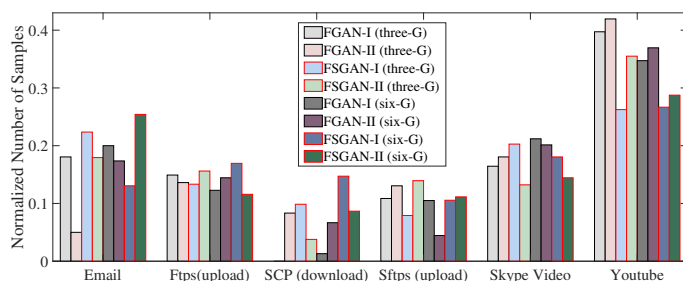 Normalized Number of Samples
0.4
0.3
0.2
0.1
0
FGAN-I (three-G)
FGAN-II (three-G)
FSGAN-I (three-G)
FSGAN-II (three-G)
FGAN-I (six-G)
FGAN-II (six-G)
FSGAN-I (six-G)
FSGAN-II (six-G)
Email Ftps(upload) SCP (download) Sftps (upload) Skype Video Youtube